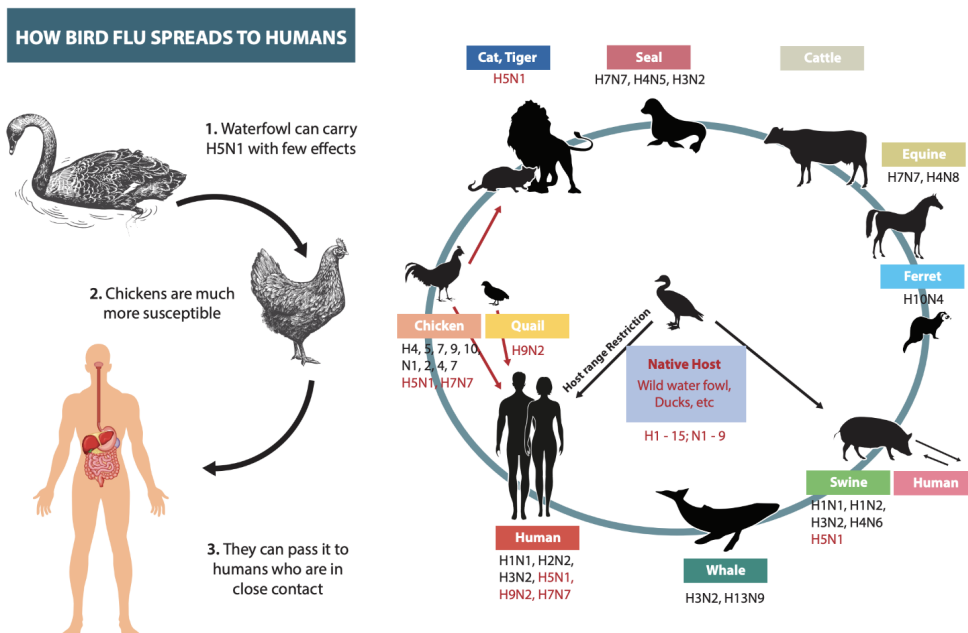 HOW BIRD FLU SPREADS TO HUMANS
1. Waterfowl can carry
H5N1 with few effects
2. Chickens are much
more susceptible
3. They can pass it to
humans who are in
close contact
Cat, Tiger
H5N1
Seal
H7N7, H4N5, H3N2
Cattle
Equine
H7N7, H4N8
Ferret
H10N4
Chicken
H4, 5, 7, 9, 10,
N1, 2, 4, 7
H5N1, H7N7
Quail
H9N2
Host range Restriction
Native Host
Wild water fowl,
Ducks, etc
H1 - 15; N1 - 9
Swine
H1N1, H1N2,
H3N2, H4N6
H5N1
Human
Human
H1N1, H2N2,
H3N2, H5N1,
H9N2, H7N7
Whale
H3N2, H13N9